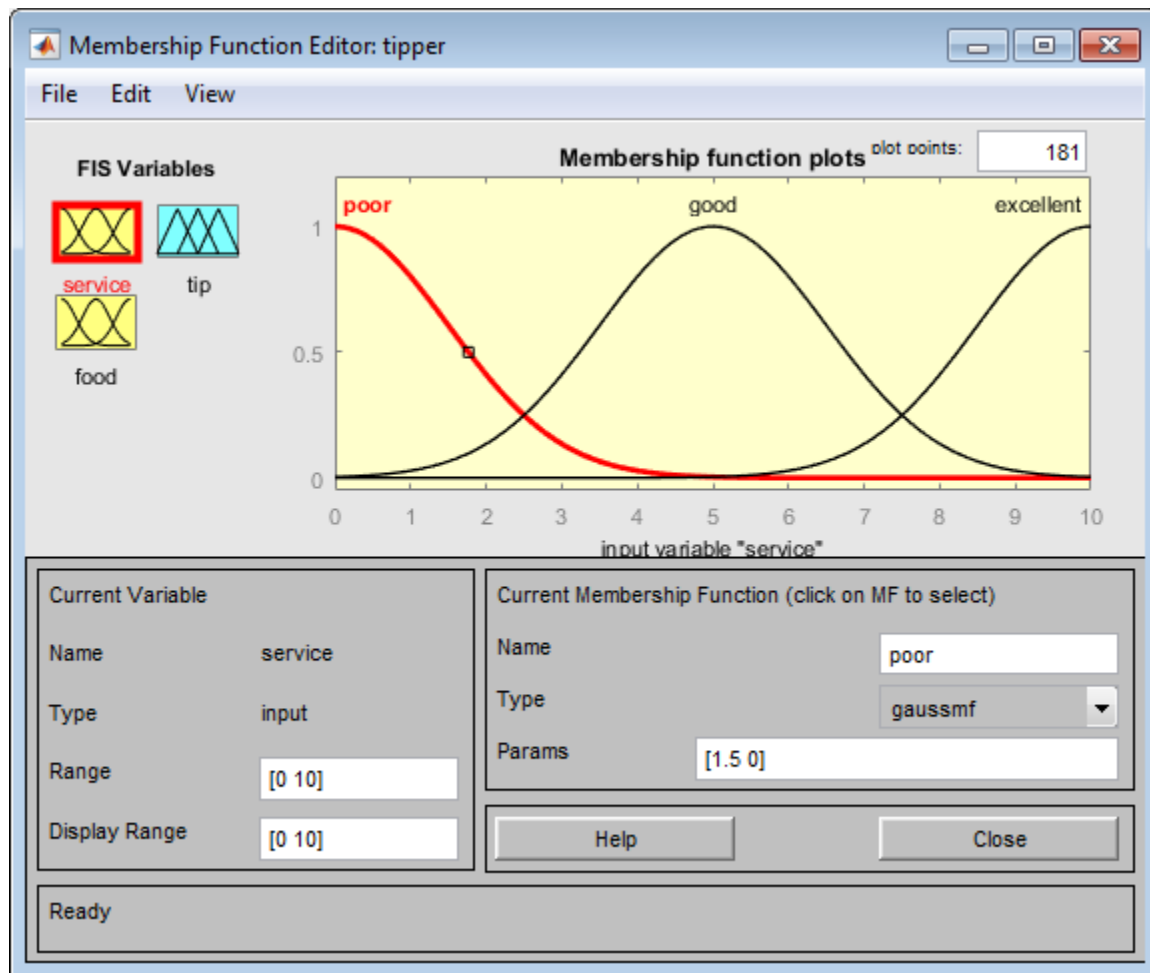 Membership Function Editor: tipper
File Edit View
FIS Variables
service
tip
food
Membership function plots
plot points:
181
poor
good
excellent
1
0.5
0
0 1 2 3 4 5 6 7 8 9 10
input variable "service"
Current Variable
Name service
Type input
Range [0 10]
Display Range [0 10]
Current Membership Function (click on MF to select)
Name poor
Type gaussmf
Params [1.5 0]
Help
Close
Ready